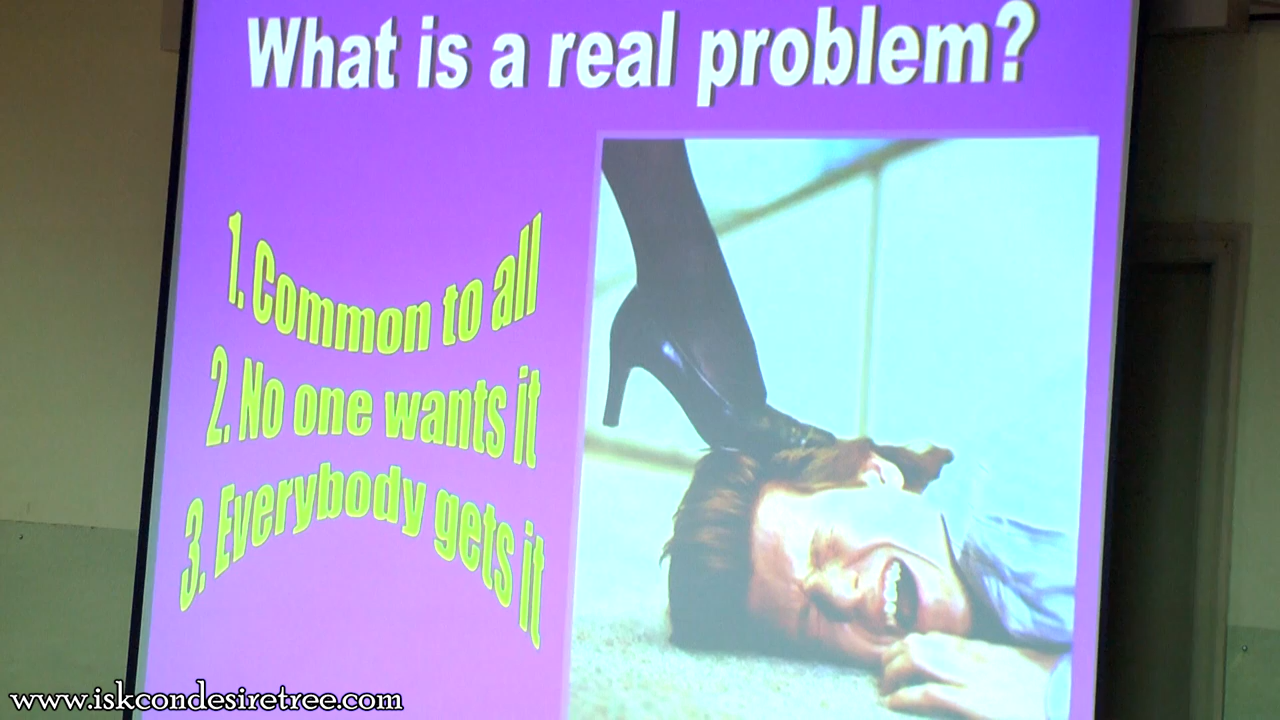 What is a real problem?
1. Common to all
2. No one wants it
3. Everybody gets it
www.iskcondesiretree.com